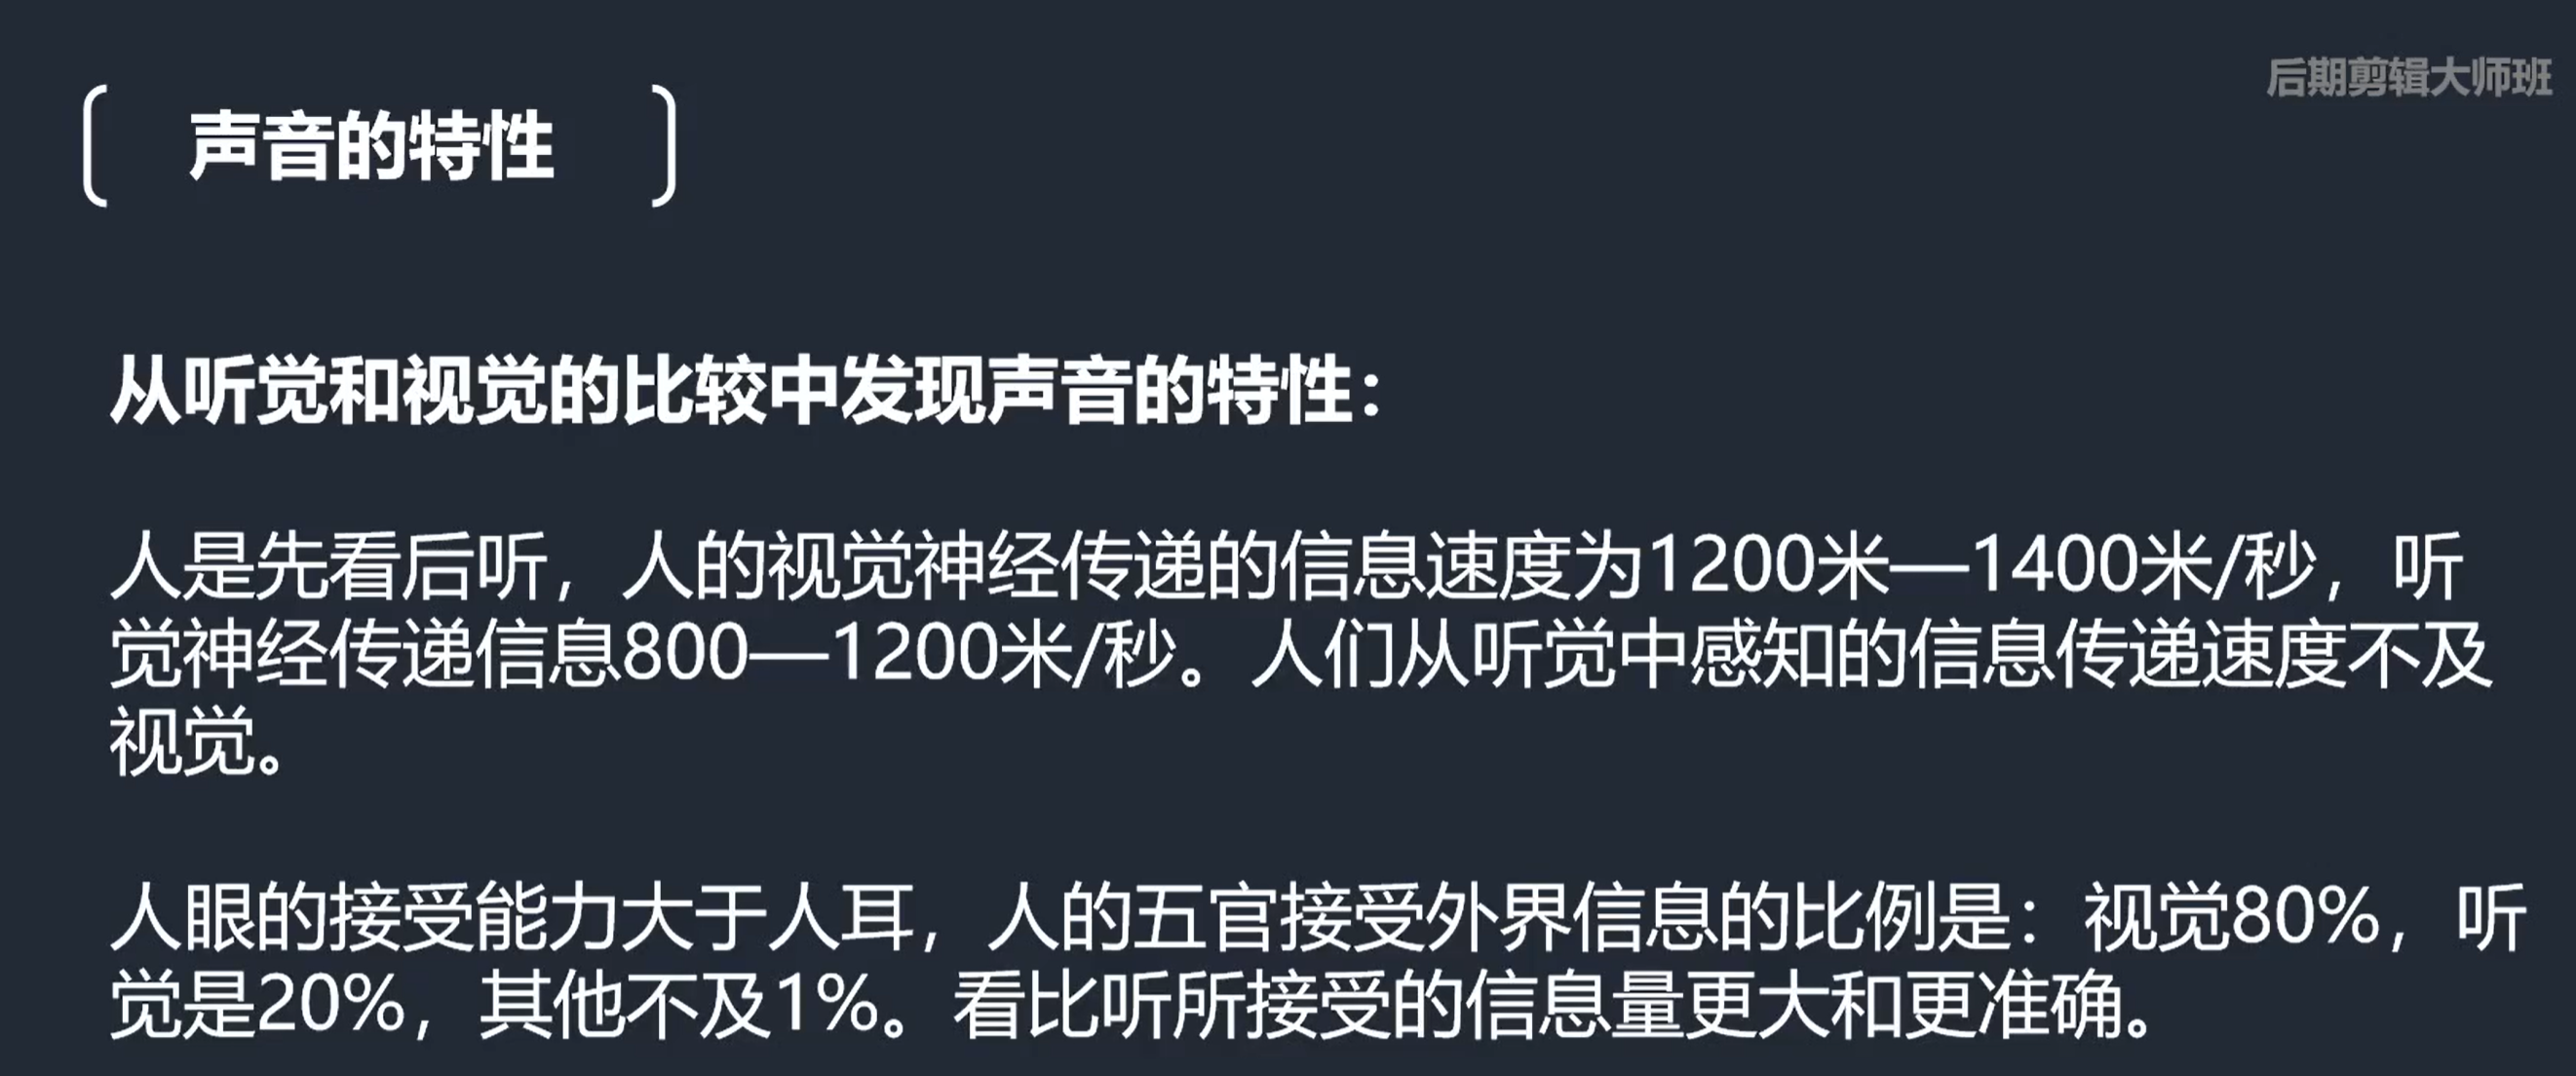 后期剪辑大师班
声音的特性
从听觉和视觉的比较中发现声音的特性：
人是先看后听，人的视觉神经传递的信息速度为1200米—1400米/秒，听
觉神经传递信息800—1200米/秒。人们从听觉中感知的信息传递速度不及
视觉。
人眼的接受能力大于人耳，人的五官接受外界信息的比例是：视觉80%，听
觉是20%，其他不及1%。看比听所接受的信息量更大和更准确。